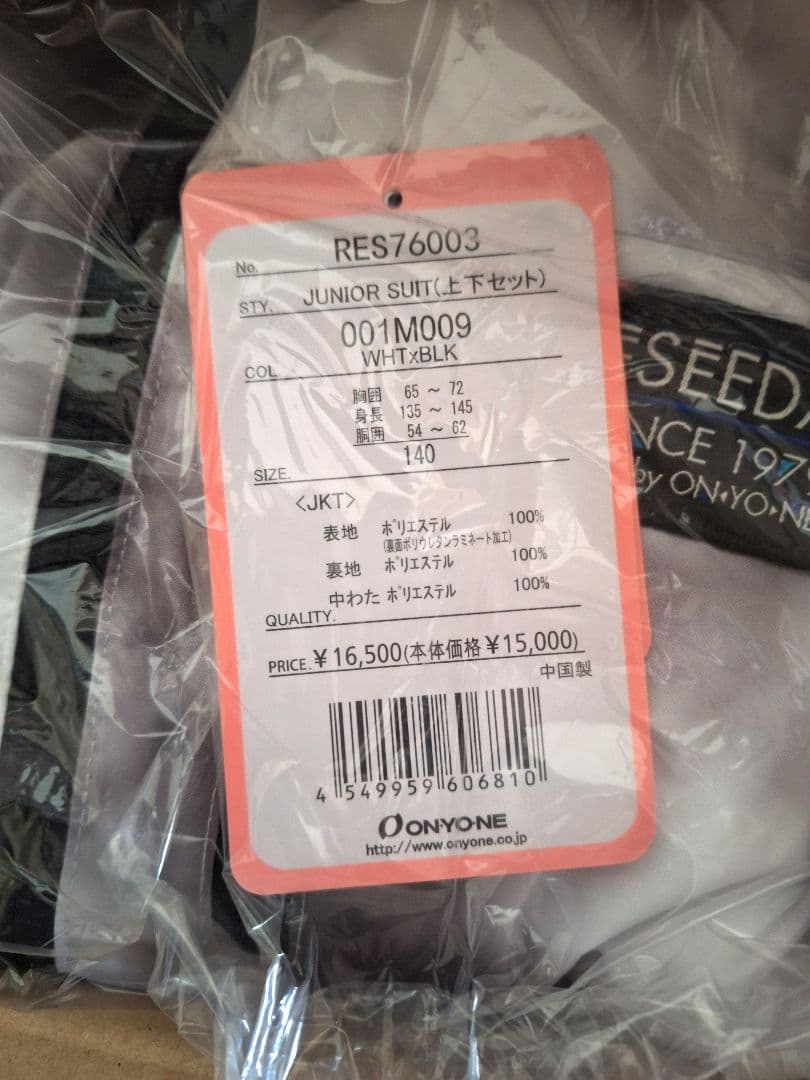 No. RES76003
STY. JUNIOR SUIT(上下セット)
001M009
COL WHTxBLK
胸囲 65 ~ 72
身長 135 ~ 145
胴囲 54 ~ 62
SIZE. 140
<JKT>
表地 ポリエステル 100%
(裏面ポリウレタンラミネート加工)
裏地 ポリエステル 100%
中わた ポリエステル 100%
QUALITY.
PRICE. ¥16,500(本体価格¥15,000)
中国製
4 549959 606810
ON•YO•NE
http://www.onyone.co.jp
ESEEDA
NCE 197
by ON•YO•NE